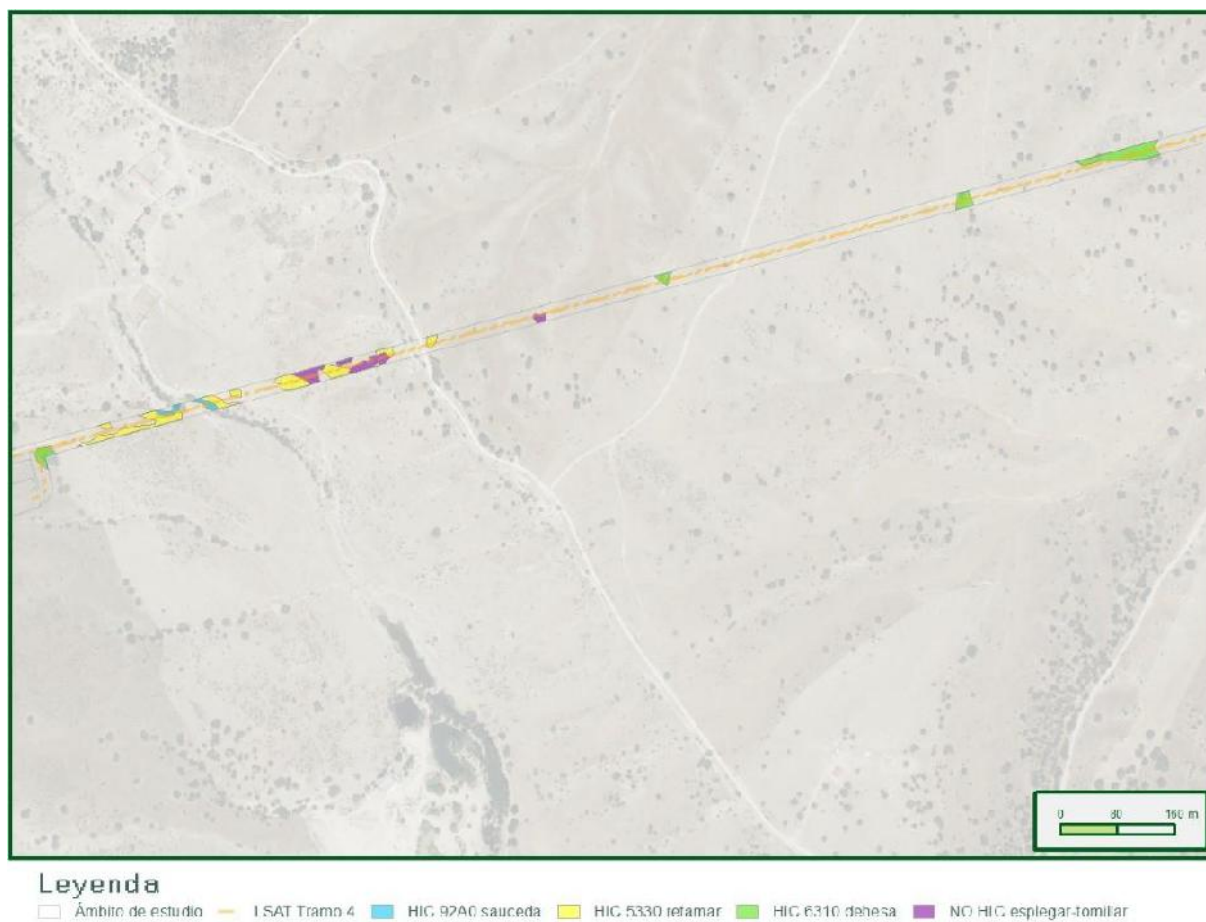 0 80 160 m
Leyenda
Ámbito de estudio LSAT Tramo 4 HIC 92A0 sauceda HIC 5330 retamar HIC 6310 dehesa NO HIC esplegar-tomillar